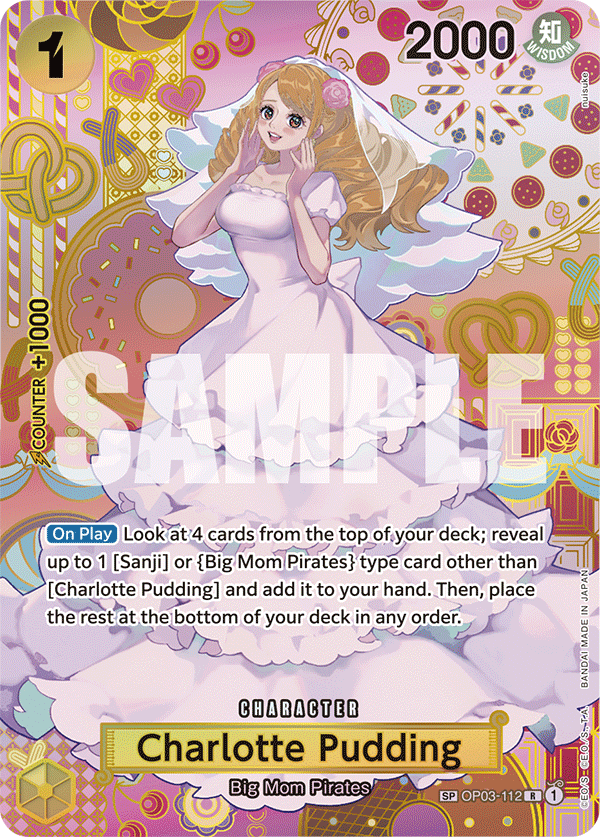 1
2000
知
WISDOM
nuisuke
COUNTER +1000
SAMPLE
On Play Look at 4 cards from the top of your deck; reveal
up to 1 [Sanji] or {Big Mom Pirates} type card other than
[Charlotte Pudding] and add it to your hand. Then, place
the rest at the bottom of your deck in any order.
©E.O./S. ©E.O./S., T.A. BANDAI MADE IN JAPAN
CHARACTER
Charlotte Pudding
Big Mom Pirates
SP OP03-112 R 1